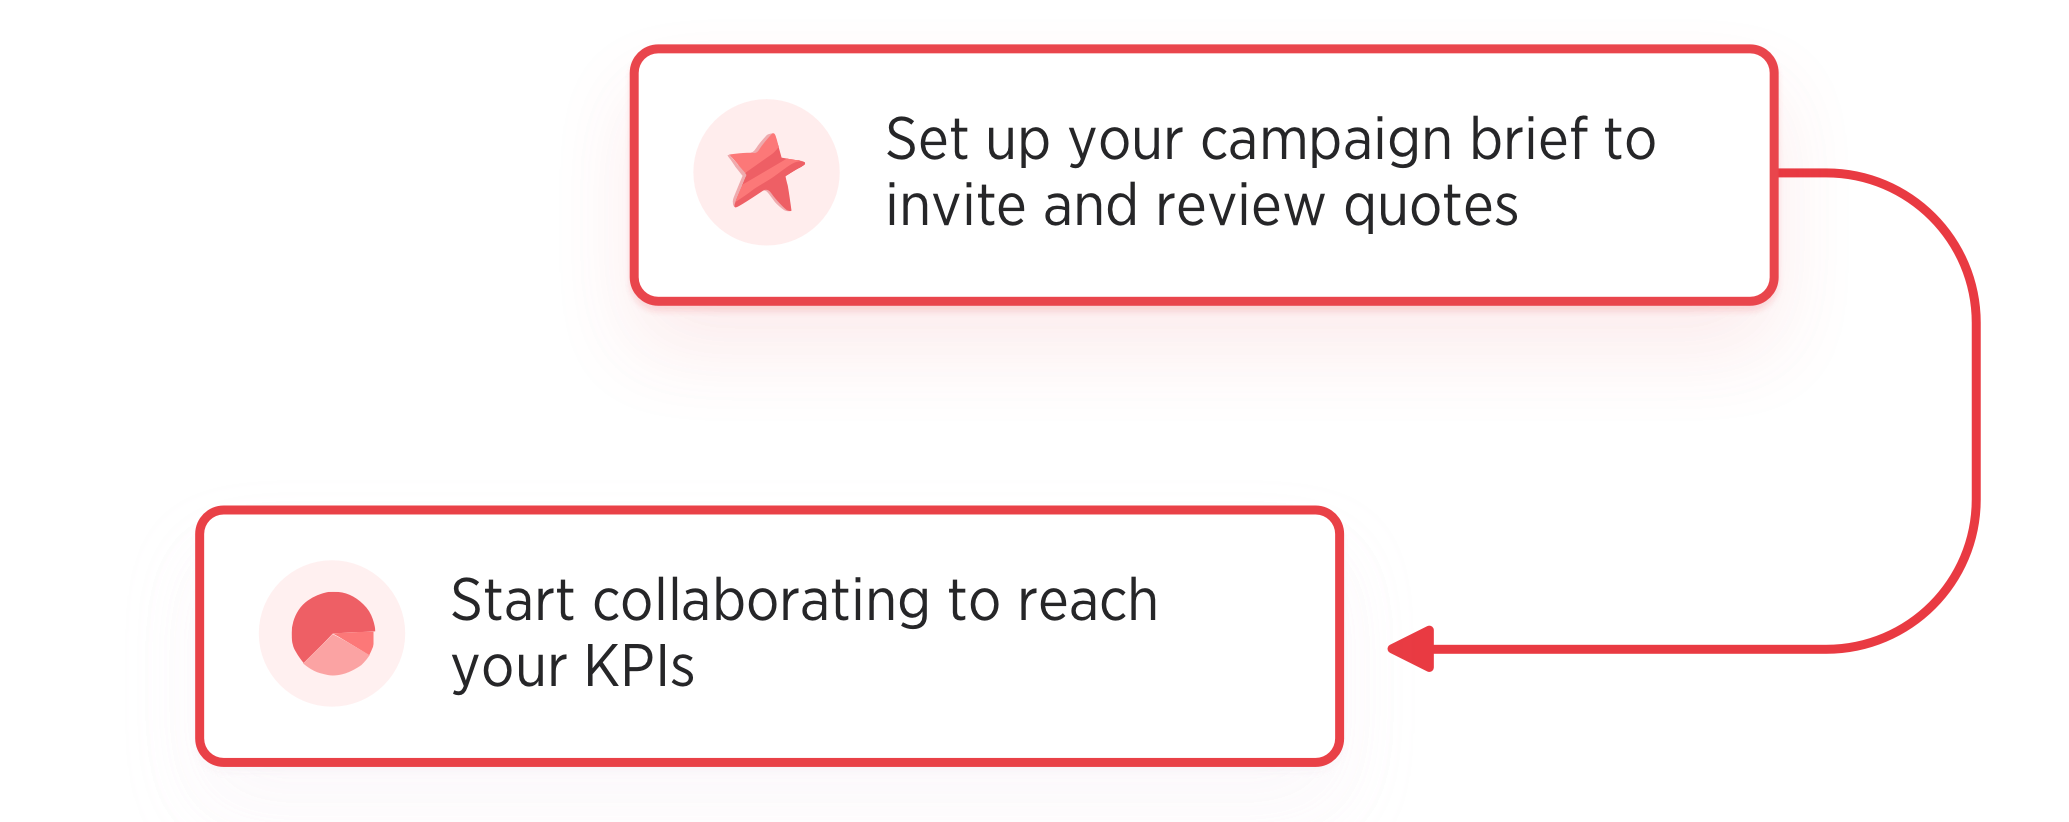 Set up your campaign brief to
invite and review quotes
Start collaborating to reach
your KPIs